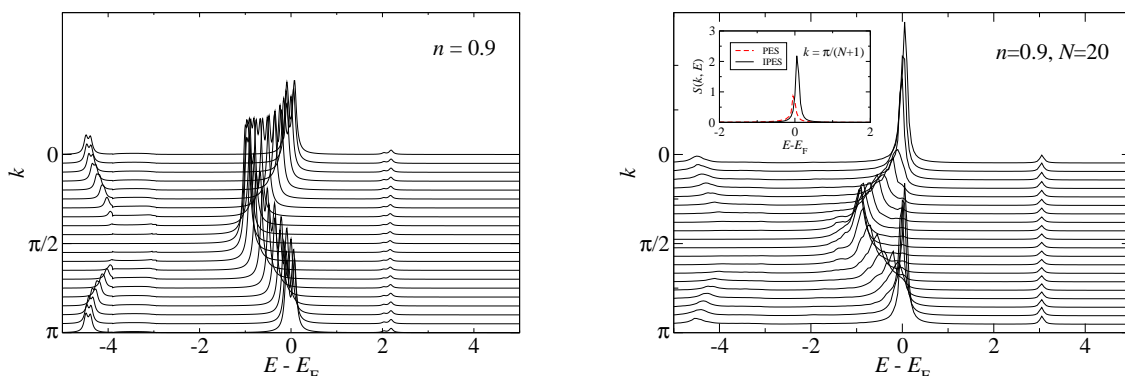 n = 0.9
k
0
π/2
π
-4
-2
0
2
4
E - E_F
n=0.9, N=20
k
0
π/2
π
-4
-2
0
2
4
E - E_F
S(k, E)
3
2
1
0
PES
IPES
k = π/(N+1)
-2
0
2
E-E_F